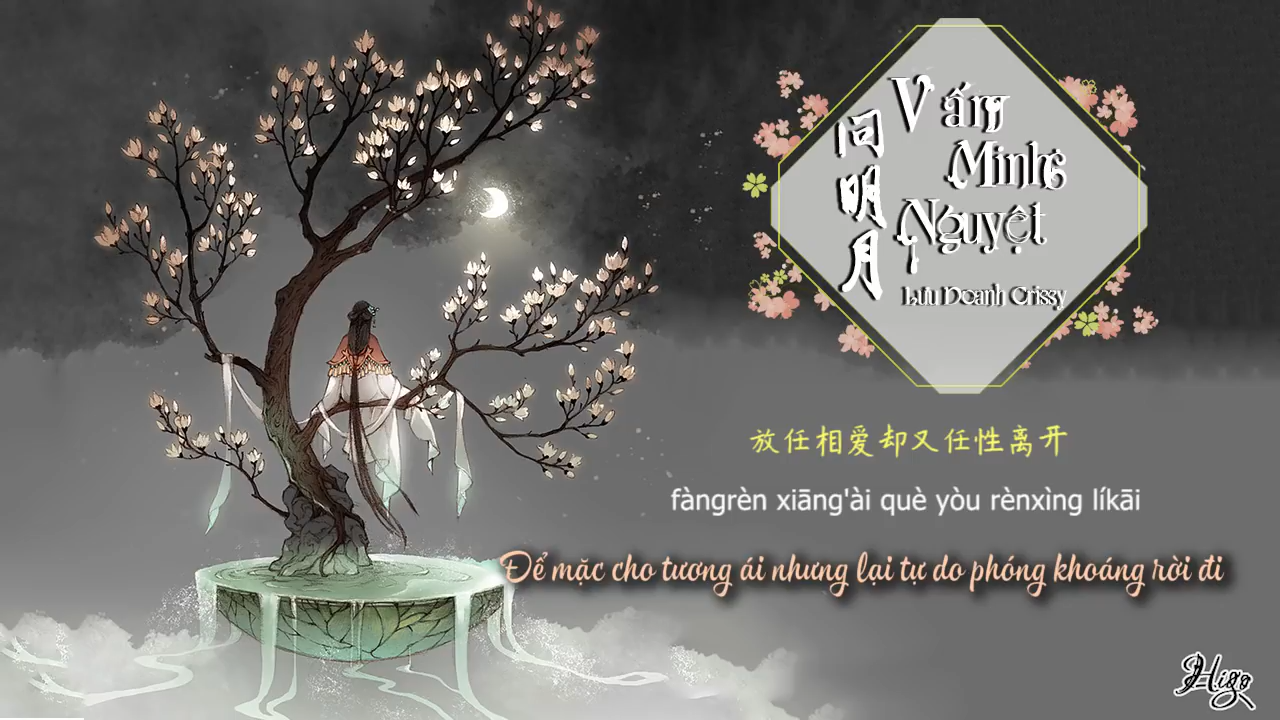 问明月
Vấn
Minh
Nguyệt
Lưu Doanh Crissy
放任相爱却又任性离开
fàngrèn xiāng'ài què yòu rènxìng líkāi
Để mặc cho tương ái nhưng lại tự do phóng khoáng rời đi
Higo